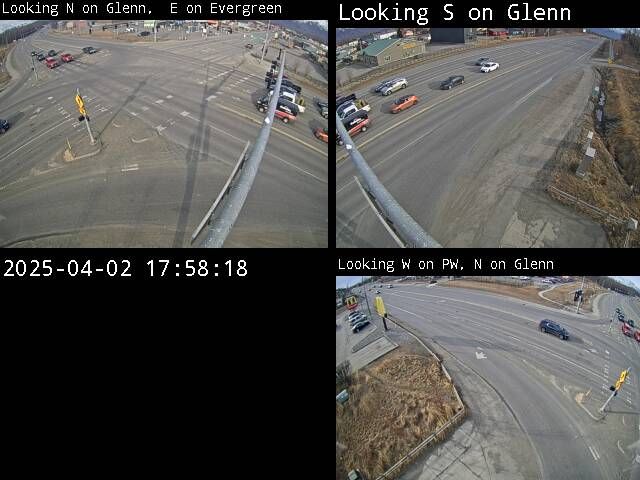 Looking N on Glenn,  E on Evergreen
Looking S on Glenn
2025-04-02 17:58:18
Looking W on PW, N on Glenn